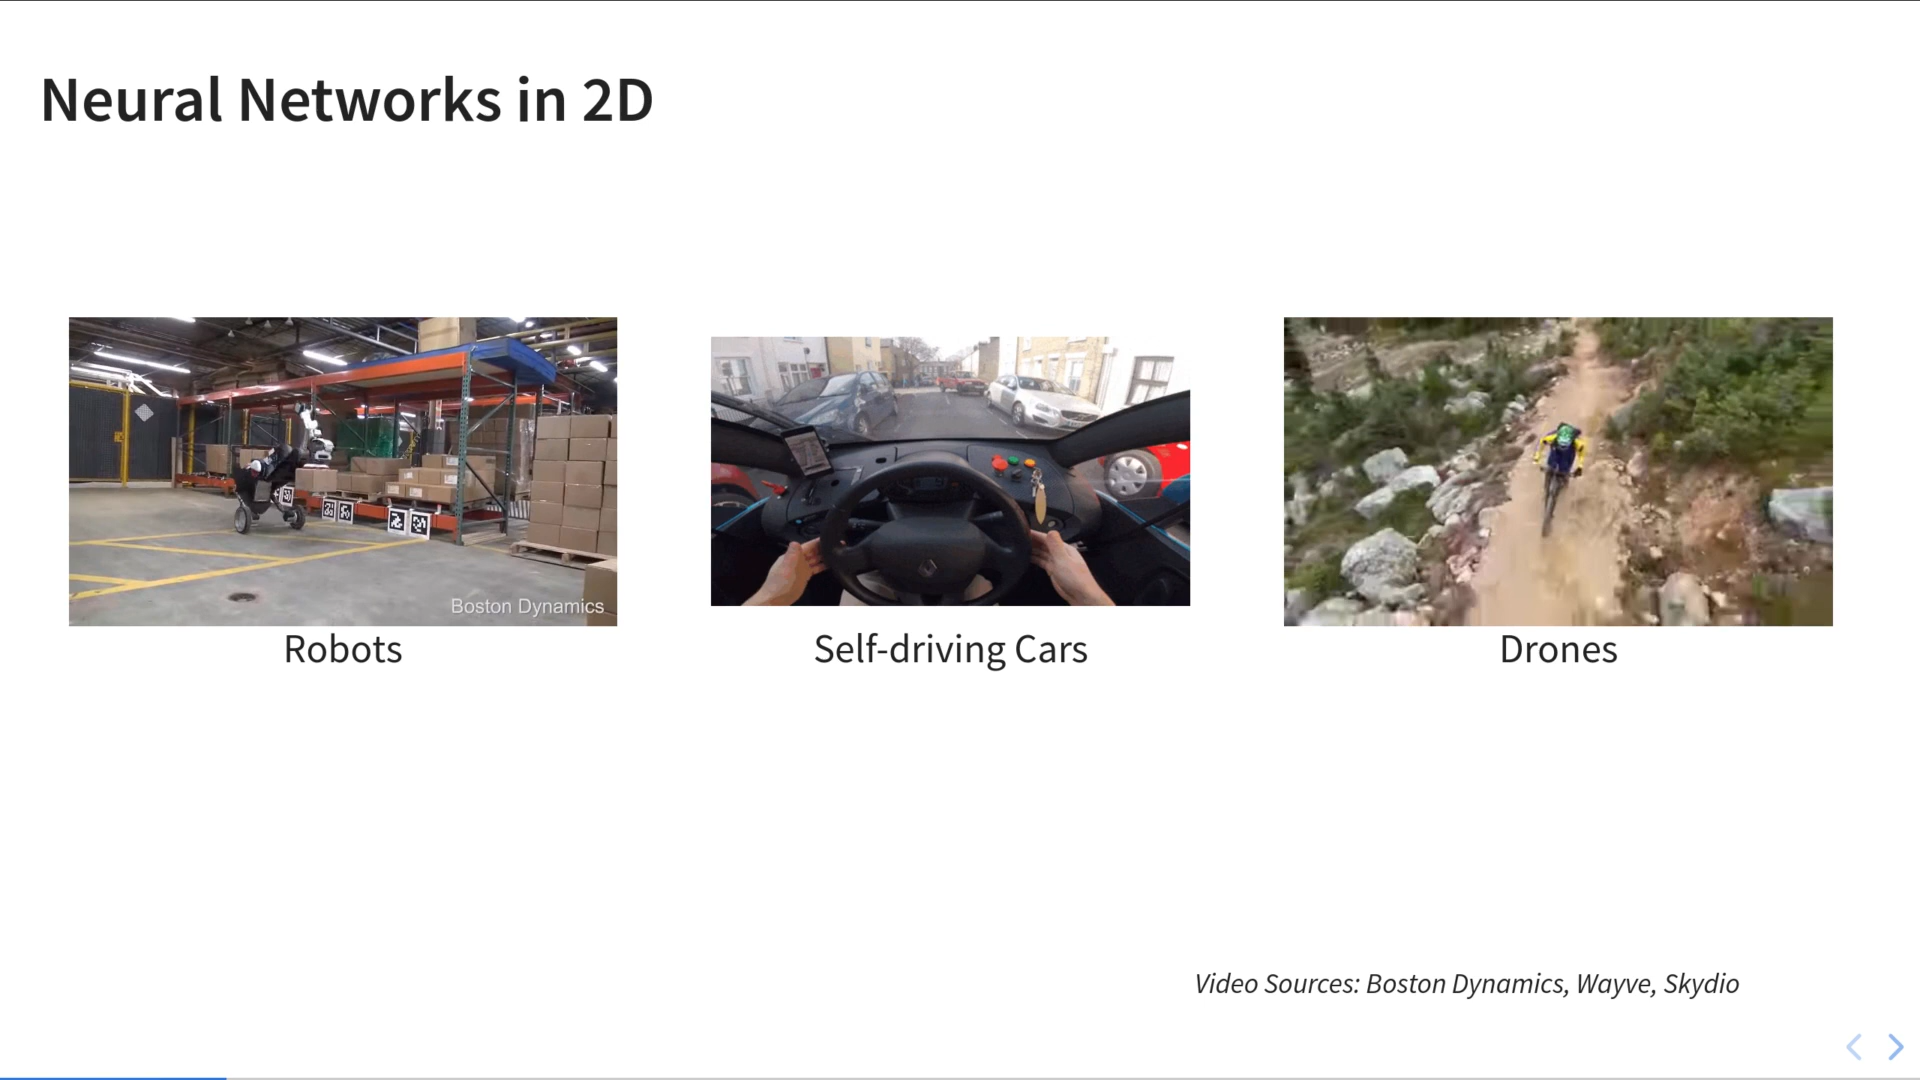 Neural Networks in 2D
Boston Dynamics
Robots
Self-driving Cars
Drones
Video Sources: Boston Dynamics, Wayve, Skydio